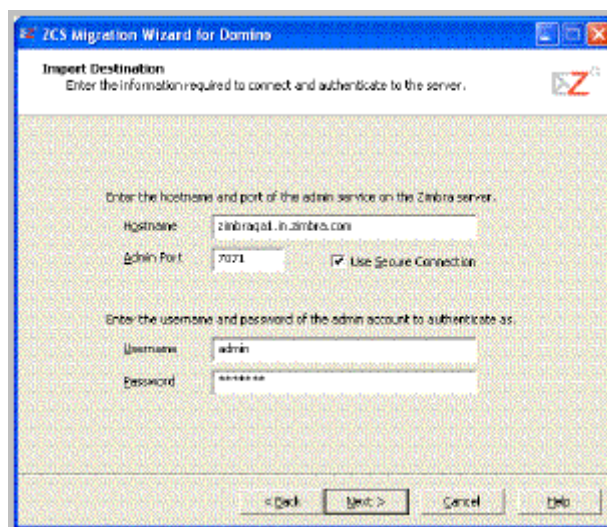 ZCS Migration Wizard for Domino
Import Destination
Enter the information required to connect and authenticate to the server.
Enter the hostname and port of the admin service on the Zimbra server.
Hostname zimbraqa1.in.zimbra.com
Admin Port 7071 Use Secure Connection
Enter the username and password of the admin account to authenticate as.
Username admin
Password *******
< Back Next > Cancel Help